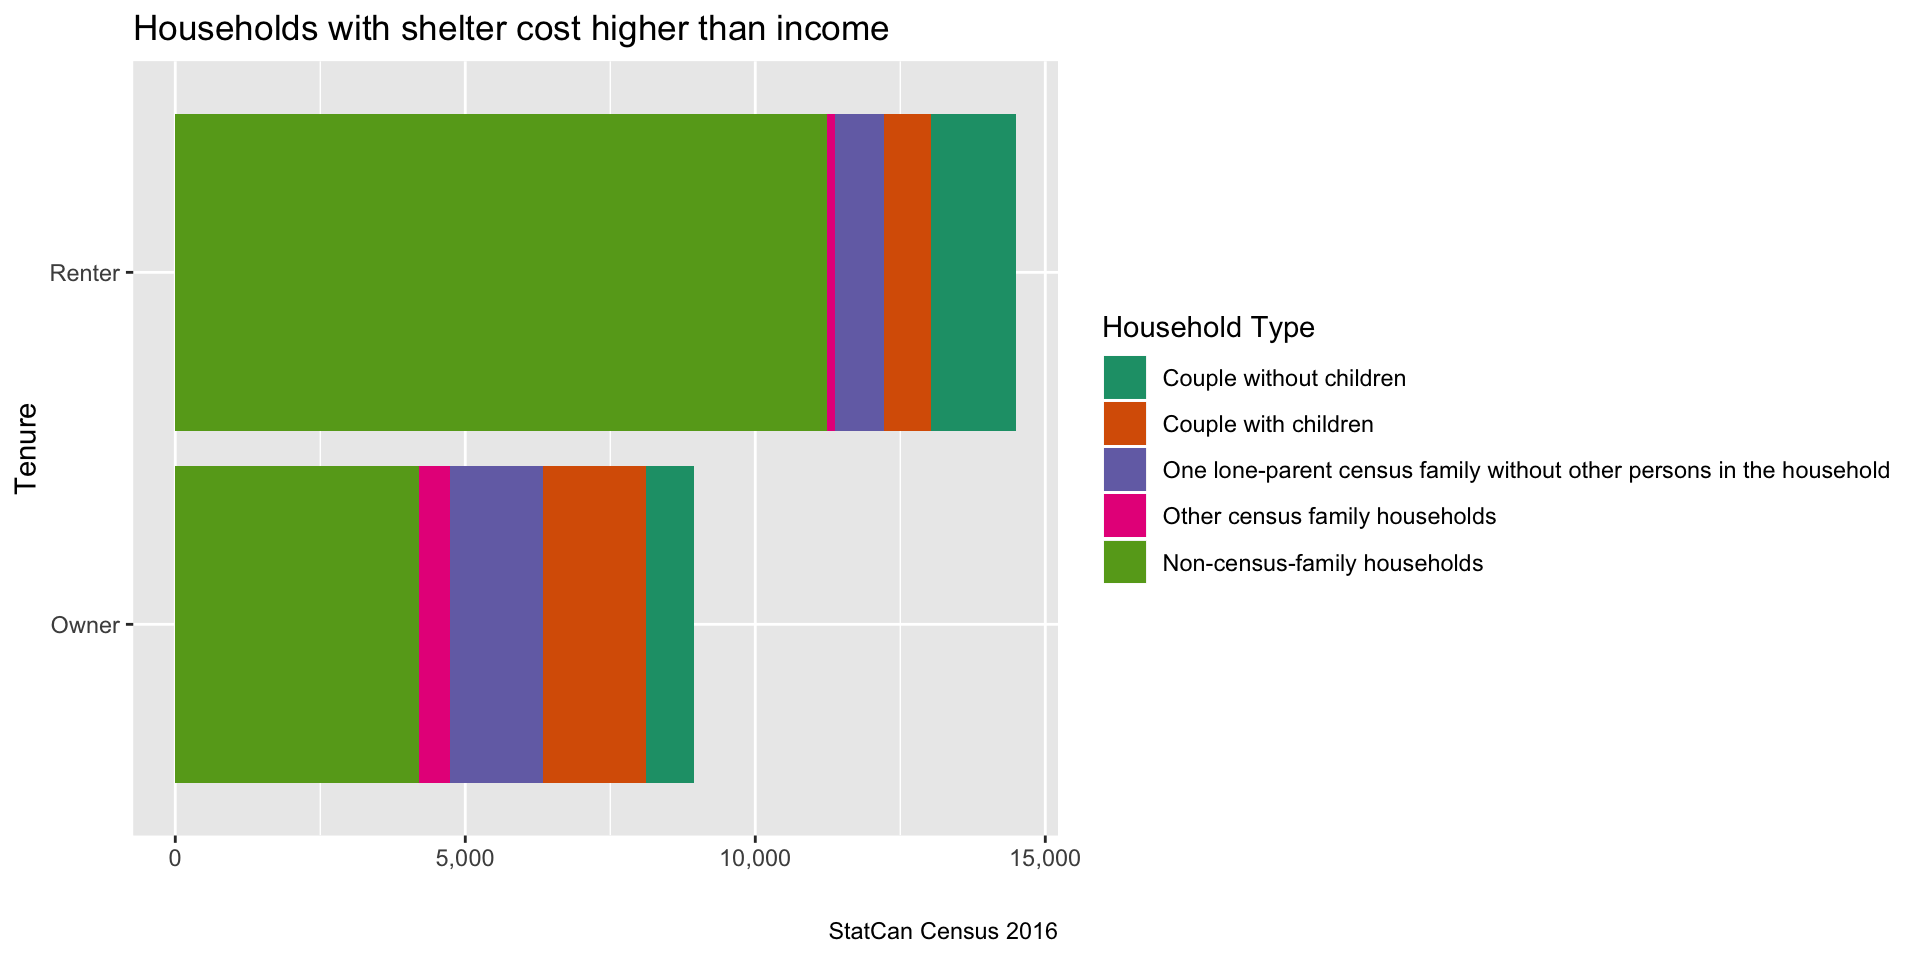 Households with shelter cost higher than income
Tenure
Renter
Owner
0
5,000
10,000
15,000
Household Type
Couple without children
Couple with children
One lone-parent census family without other persons in the household
Other census family households
Non-census-family households
StatCan Census 2016